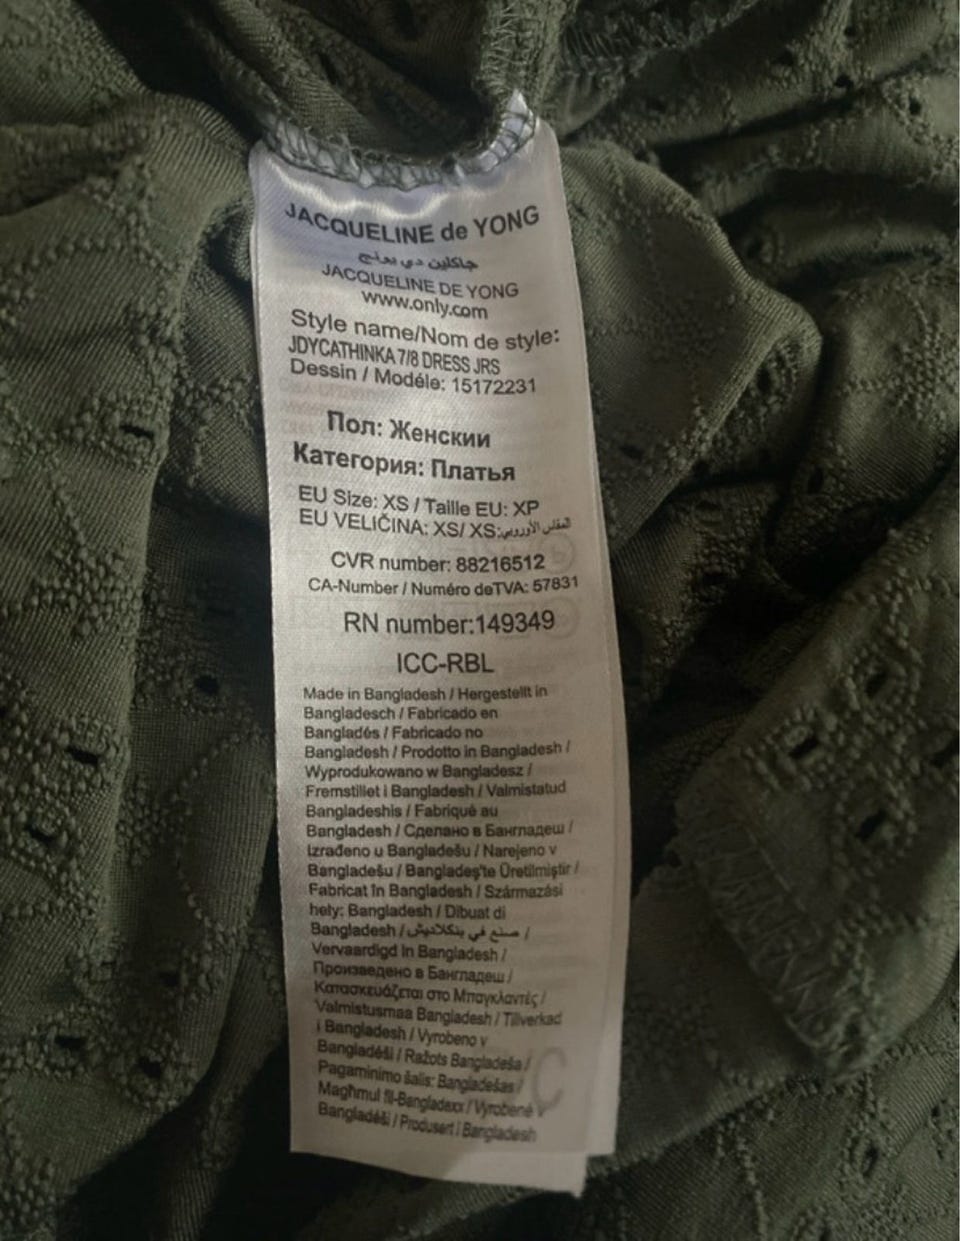 JACQUELINE de YONG
جاكلين دي يونج
JACQUELINE DE YONG
www.only.com
Style name/Nom de style:
JDYCATHINKA 7/8 DRESS JRS
Dessin / Modéle: 15172231
Пол: Женский
Категория: Платья
EU Size: XS / Taille EU: XP
EU VELIČINA: XS/ XS:المقاس الأوروبي
CVR number: 88216512
CA-Number / Numéro deTVA: 57831
RN number:149349
ICC-RBL
Made in Bangladesh / Hergestellt in
Bangladesch / Fabricado en
Bangladés / Fabricado no
Bangladesh / Prodotto in Bangladesh /
Wyprodukowano w Bangladesz /
Fremstillet i Bangladesh / Valmistatud
Bangladeshis / Fabriqué au
Bangladesh / Сделано в Бангладеш /
Izrađeno u Bangladešu / Narejeno v
Bangladešu / Bangladeş'te Üretilmiştir /
Fabricat în Bangladesh / Származási
hely: Bangladesh / Dibuat di
Bangladesh / صنع في بنكلاديش /
Vervaardigd in Bangladesh /
Произведено в Бангладеш /
Κατασκευάζεται στο Μπαγκλαντές /
Valmistusmaa Bangladesh / Tillverkad
i Bangladesh / Vyrobeno v
Bangladéši / Ražots Bangladeša /
Pagaminimo šalis: Bangladešas /
Magħmul fil-Bangladexx / Vyrobené v
Bangladéši / Produsert i Bangladesh